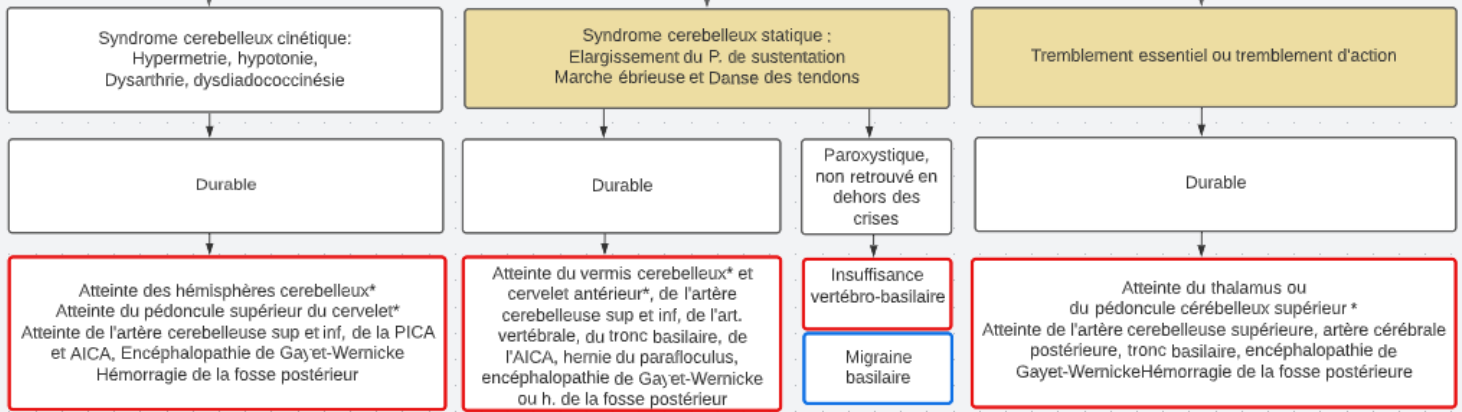 Syndrome cerebelleux cinétique:
Hypermetrie, hypotonie,
Dysarthrie, dysdiadococcinésie
Syndrome cerebelleux statique :
Elargissement du P. de sustentation
Marche ébrieuse et Danse des tendons
Tremblement essentiel ou tremblement d'action
Durable
Durable
Paroxystique,
non retrouvé en
dehors des
crises
Durable
Atteinte des hémisphères cerebelleux*
Atteinte du pédoncule supérieur du cervelet*
Atteinte de l'artère cerebelleuse sup et inf, de la PICA
et AICA, Encéphalopathie de Gayet-Wernicke
Hémorragie de la fosse postérieur
Atteinte du vermis cerebelleux* et
cervelet antérieur*, de l'artère
cerebelleuse sup et inf, de l'art.
vertébrale, du tronc basilaire, de
l'AICA, hernie du parafloculus,
encéphalopathie de Gayet-Wernicke
ou h. de la fosse postérieur
Insuffisance
vertébro-basilaire
Migraine
basilaire
Atteinte du thalamus ou
du pédoncule cérébelleux supérieur *
Atteinte de l'artère cerebelleuse supérieure, artère cérébrale
postérieure, tronc basilaire, encéphalopathie de
Gayet-WernickeHémorragie de la fosse postérieure